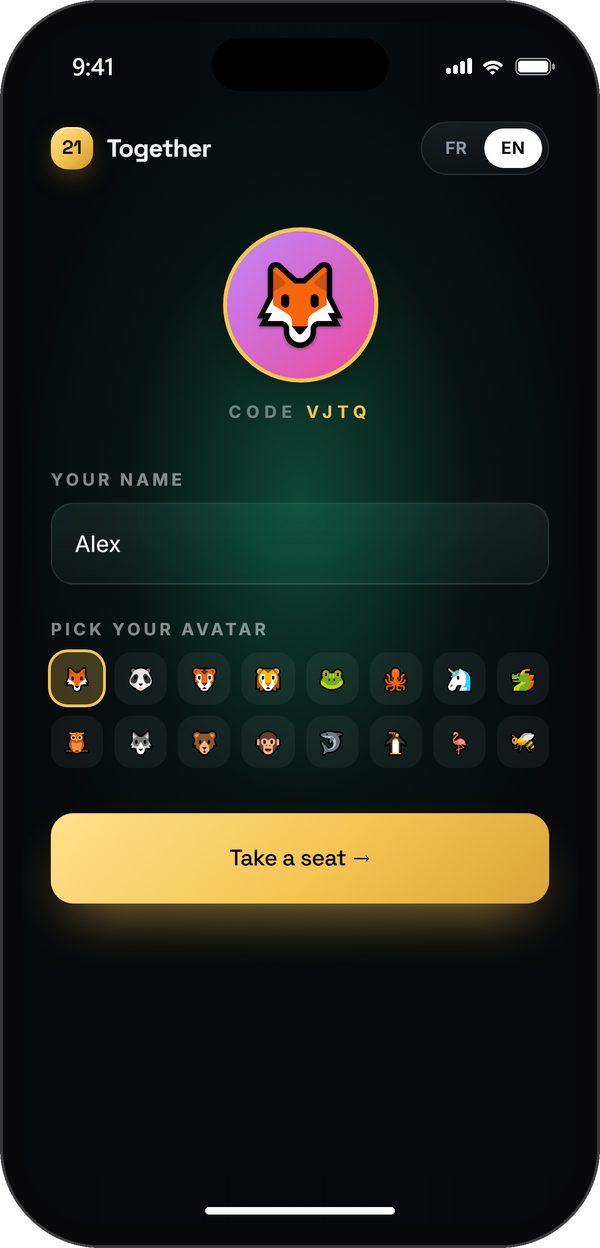 9:41
21 Together FR EN
CODE VJTQ
YOUR NAME
Alex
PICK YOUR AVATAR
Take a seat →